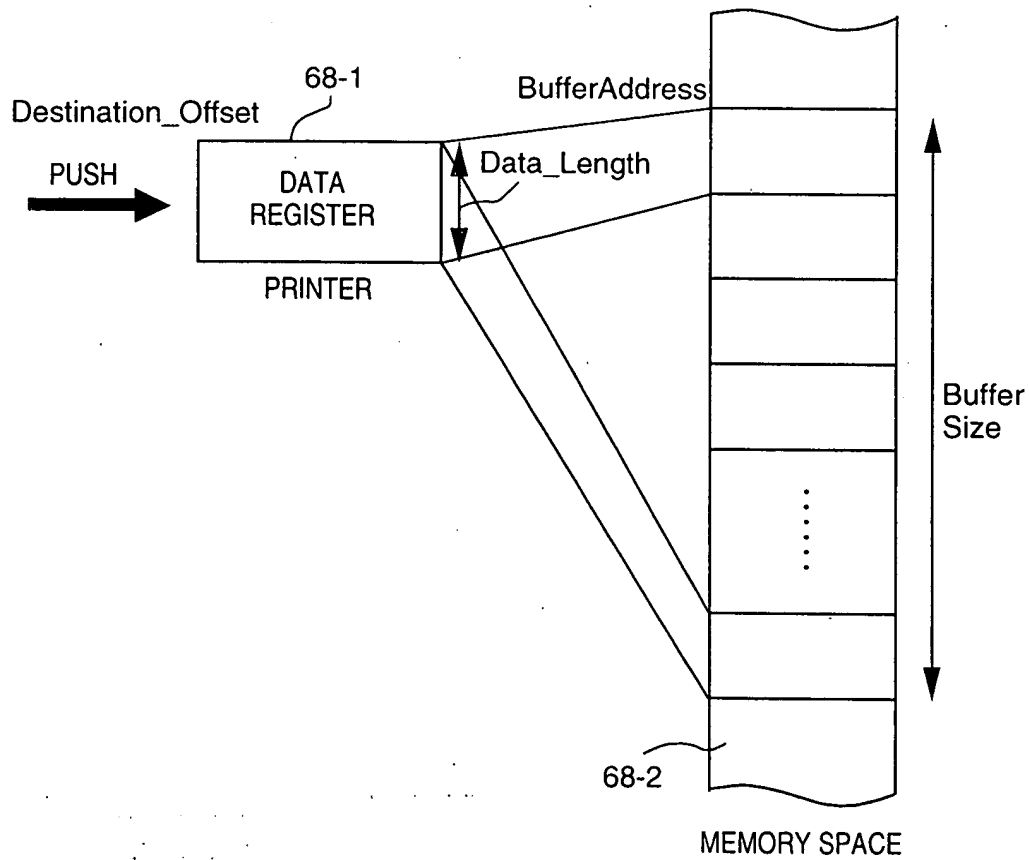 68-1
BufferAddress
Destination_Offset
PUSH
DATA
REGISTER
Data_Length
PRINTER
Buffer
Size
68-2
MEMORY SPACE